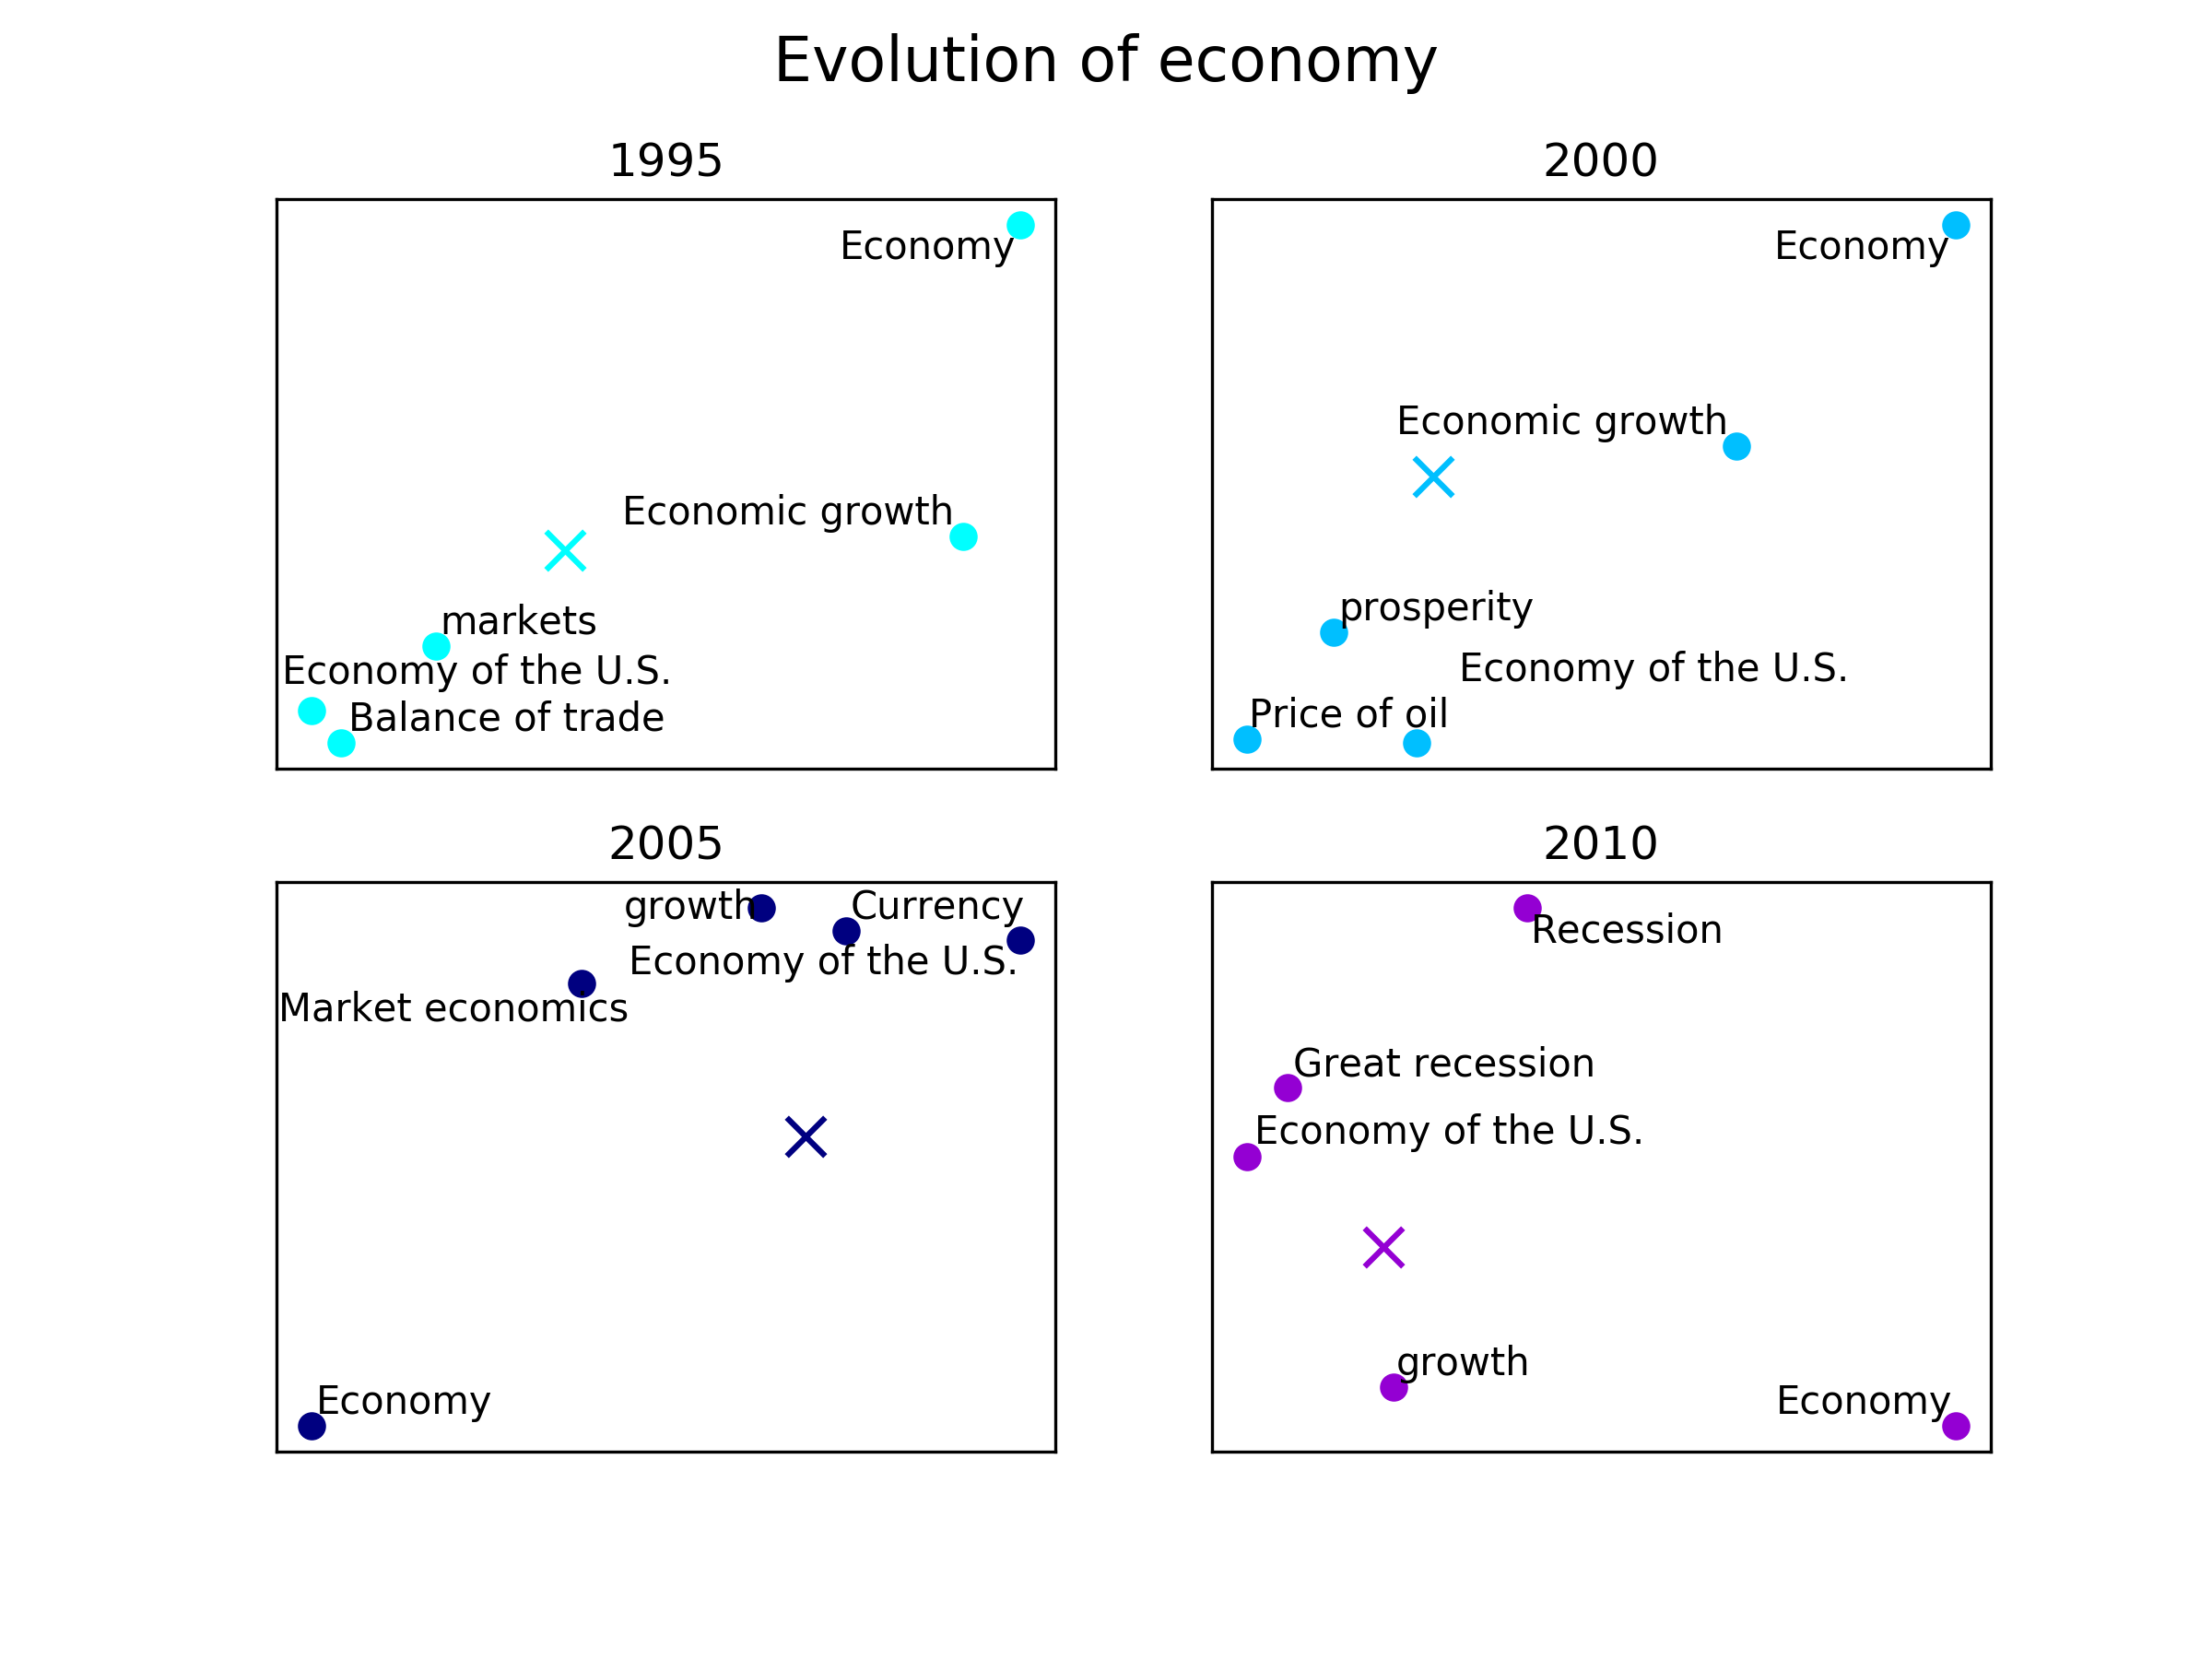 Evolution of economy
1995
Economy
Economic growth
markets
Economy of the U.S.
Balance of trade
2000
Economy
Economic growth
prosperity
Economy of the U.S.
Price of oil
2005
growth
Currency
Economy of the U.S.
Market economics
Economy
2010
Recession
Great recession
Economy of the U.S.
growth
Economy